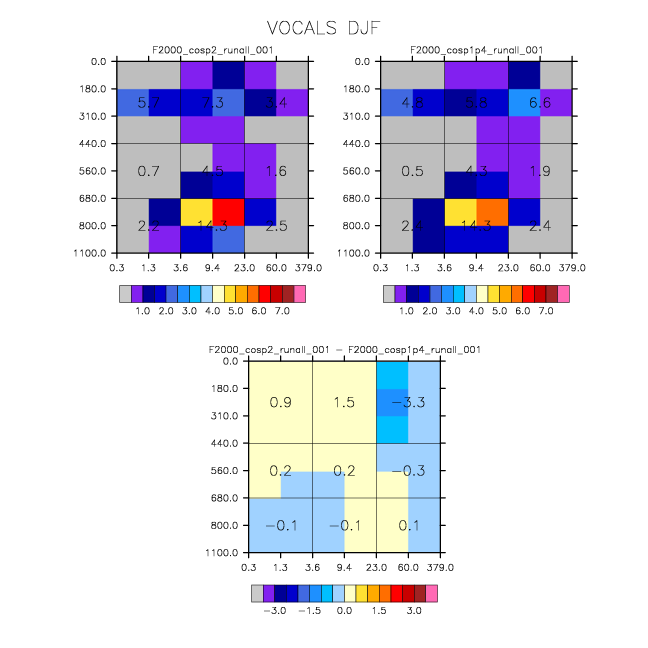 VOCALS DJF
F2000_cosp2_runall_001
F2000_cosp1p4_runall_001
0.0
180.0
310.0
440.0
560.0
680.0
800.0
1100.0
5.7 7.3 3.4
0.7 4.5 1.6
2.2 14.3 2.5
0.3 1.3 3.6 9.4 23.0 60.0 379.0
1.0 2.0 3.0 4.0 5.0 6.0 7.0
0.0
180.0
310.0
440.0
560.0
680.0
800.0
1100.0
4.8 5.8 6.6
0.5 4.3 1.9
14.3 2.4
0.3 1.3 3.6 9.4 23.0 60.0 379.0
1.0 2.0 3.0 4.0 5.0 6.0 7.0
F2000_cosp2_runall_001 − F2000_cosp1p4_runall_001
0.0
180.0
310.0
440.0
560.0
680.0
800.0
1100.0
0.9 1.5 −3.3
0.2 0.2 −0.3
−0.1 −0.1 0.1
0.3 1.3 3.6 9.4 23.0 60.0 379.0
−3.0 −1.5 0.0 1.5 3.0